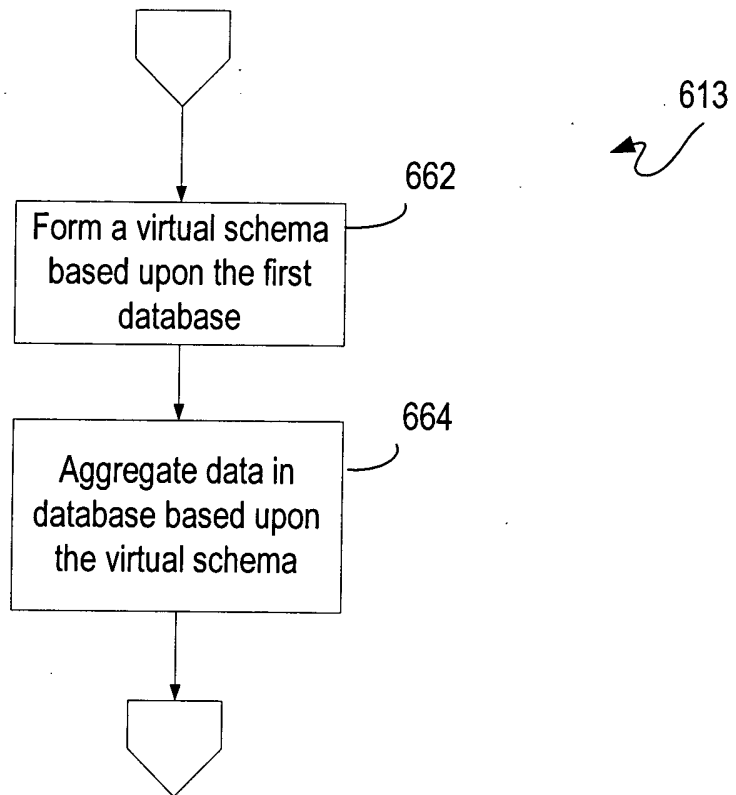 613
662
Form a virtual schema
based upon the first
database
664
Aggregate data in
database based upon
the virtual schema